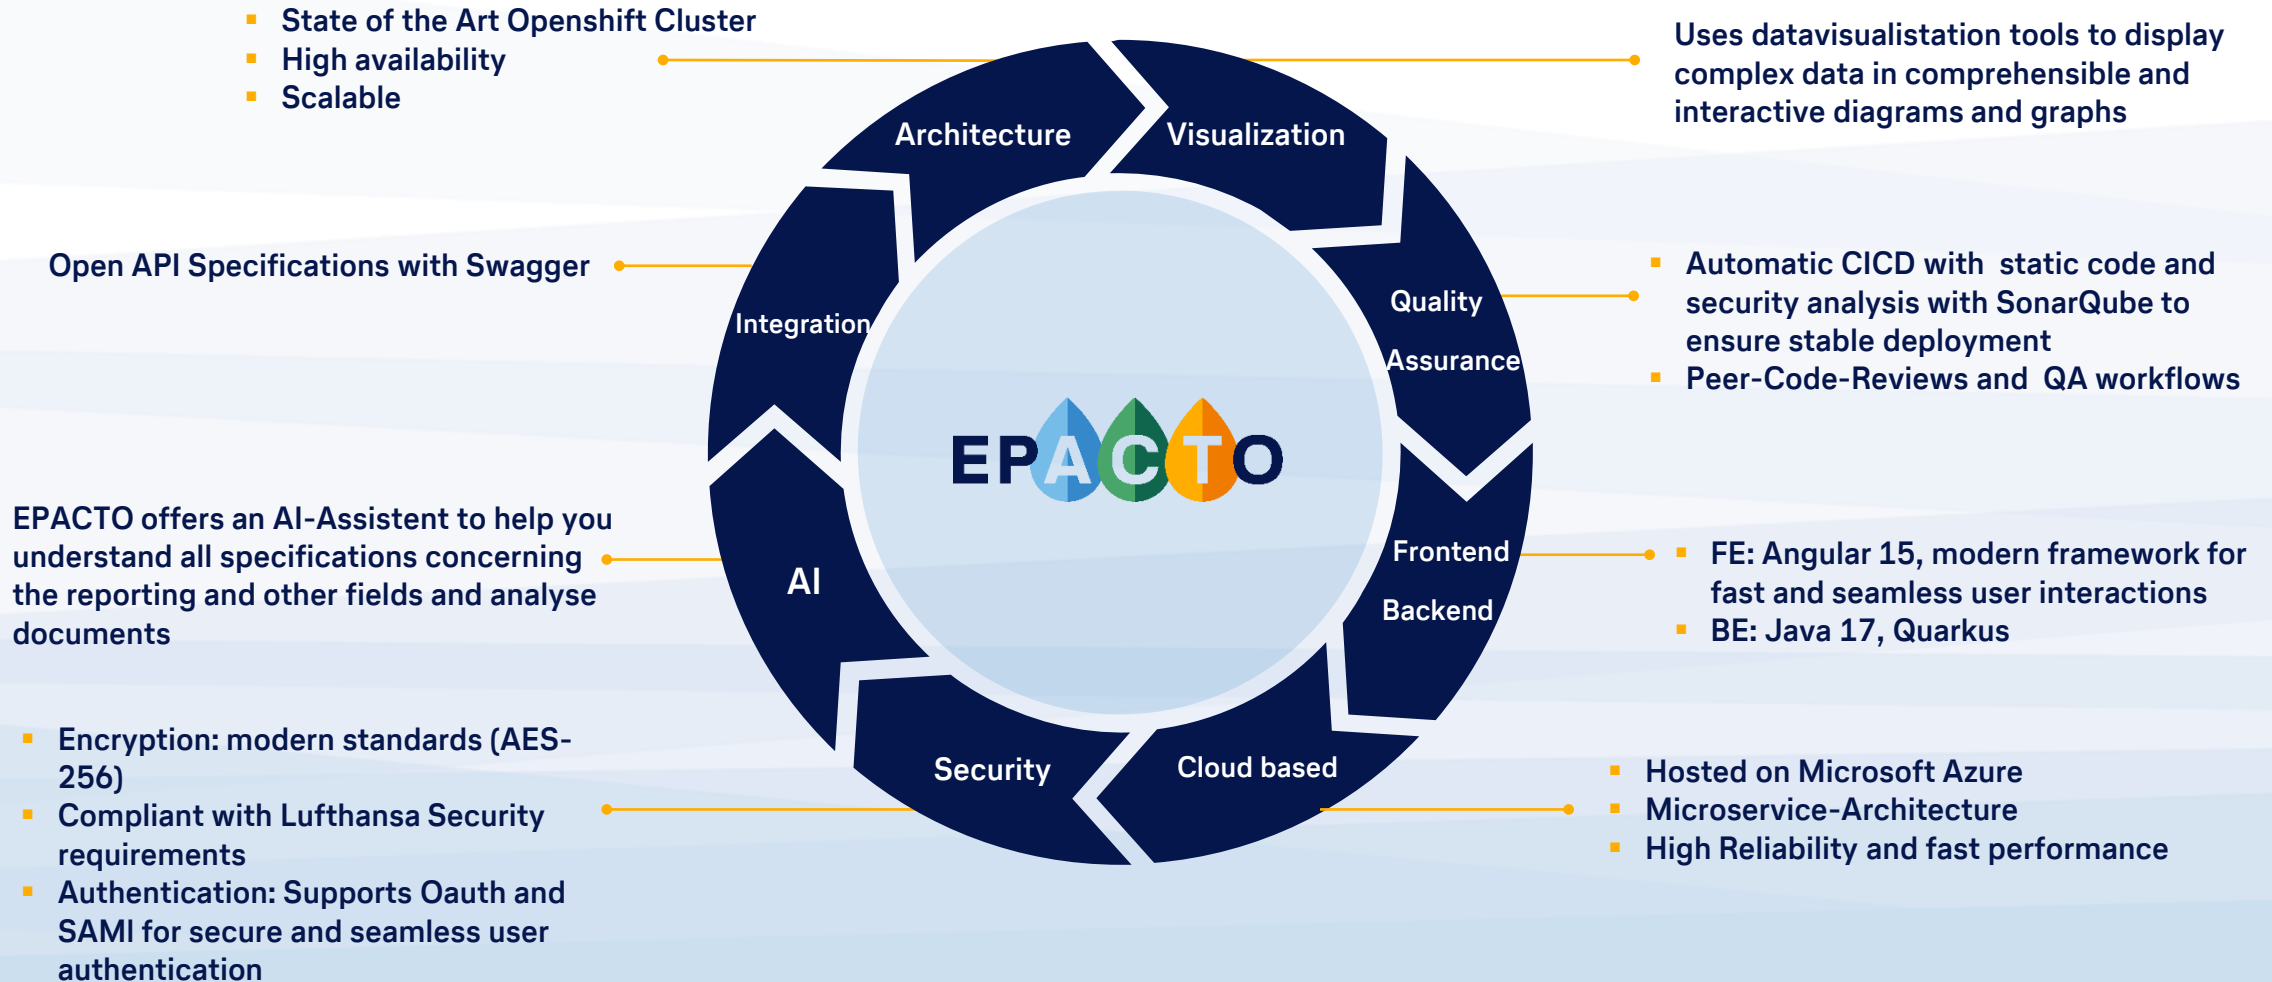 State of the Art Openshift Cluster
High availability
Scalable
Uses datavisualistation tools to display
complex data in comprehensible and
interactive diagrams and graphs
Architecture
Visualization
Open API Specifications with Swagger
Integration
Quality
Assurance
Automatic CICD with static code and
security analysis with SonarQube to
ensure stable deployment
Peer-Code-Reviews and QA workflows
EPACTO
EPACTO offers an AI-Assistent to help you
understand all specifications concerning
the reporting and other fields and analyse
documents
AI
Frontend
Backend
FE: Angular 15, modern framework for
fast and seamless user interactions
BE: Java 17, Quarkus
Encryption: modern standards (AES-
256)
Compliant with Lufthansa Security
requirements
Authentication: Supports Oauth and
SAMl for secure and seamless user
authentication
Security
Cloud based
Hosted on Microsoft Azure
Microservice-Architecture
High Reliability and fast performance